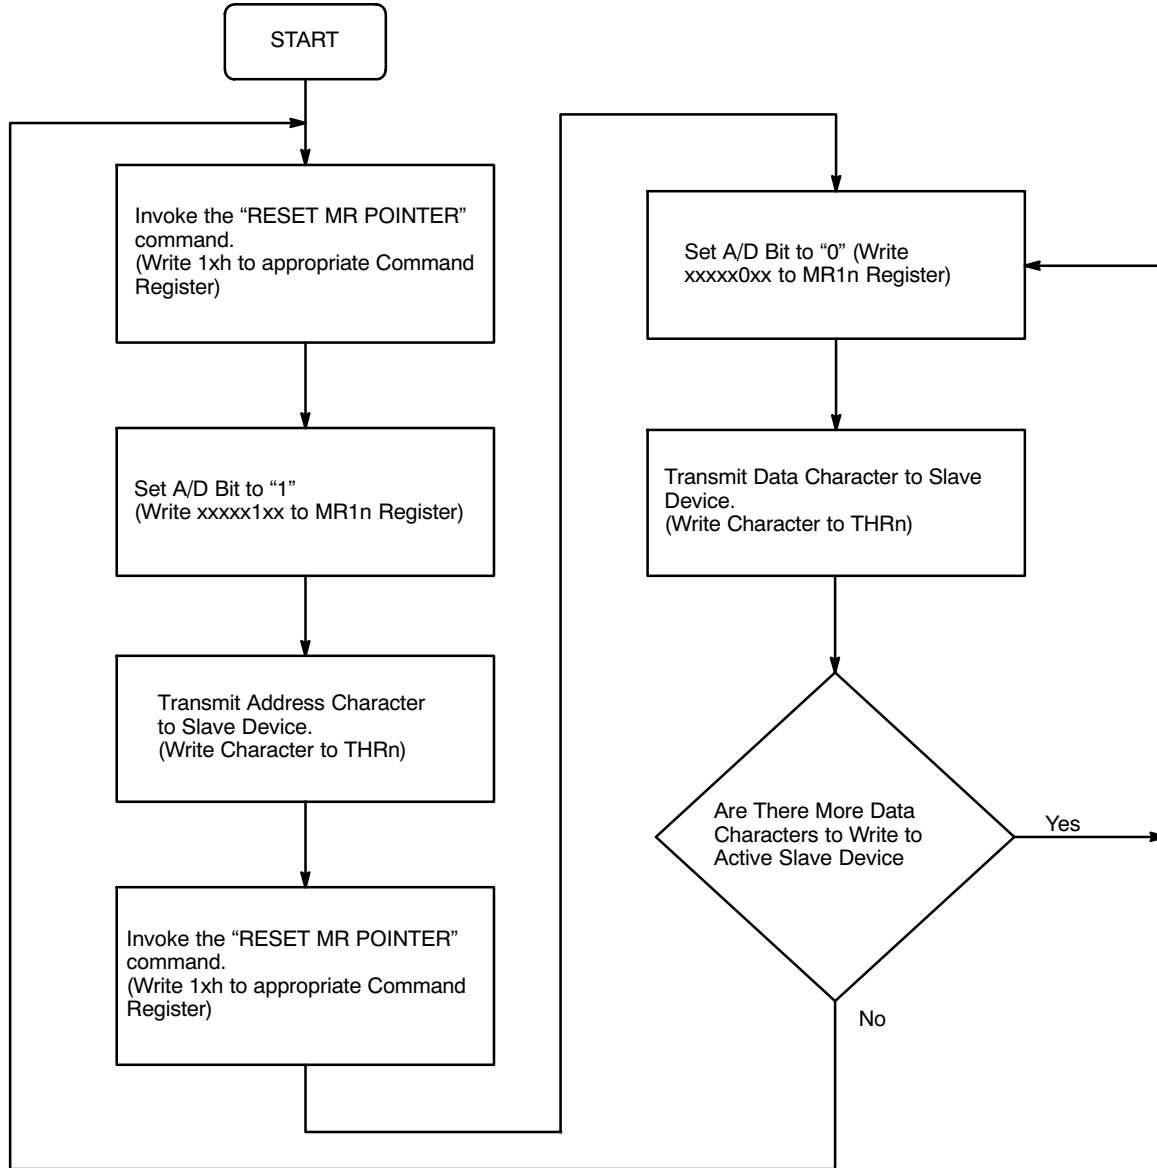 START
Invoke the “RESET MR POINTER”
command.
(Write 1xh to appropriate Command
Register)
Set A/D Bit to “1”
(Write xxxxx1xx to MR1n Register)
Transmit Address Character
to Slave Device.
(Write Character to THRn)
Invoke the “RESET MR POINTER”
command.
(Write 1xh to appropriate Command
Register)
Set A/D Bit to “0” (Write
xxxxx0xx to MR1n Register)
Transmit Data Character to Slave
Device.
(Write Character to THRn)
Are There More Data
Characters to Write to
Active Slave Device
Yes
No